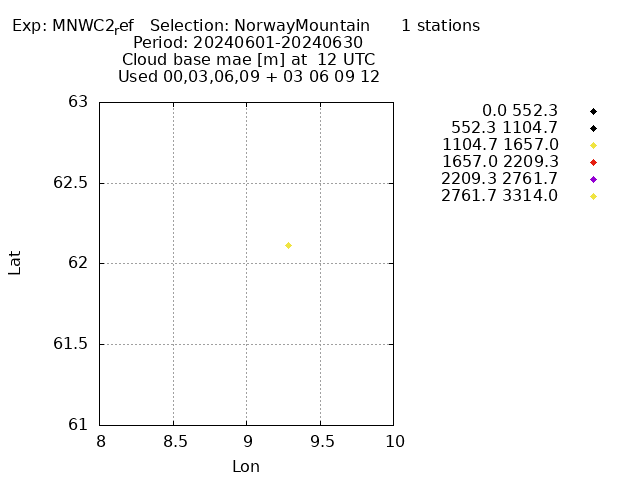 Exp: MNWC2ref   Selection: NorwayMountain      1 stations
Period: 20240601-20240630
Cloud base mae [m] at  12 UTC
Used 00,03,06,09 + 03 06 09 12
0.0 552.3
552.3 1104.7
1104.7 1657.0
1657.0 2209.3
2209.3 2761.7
2761.7 3314.0
63
62.5
62
61.5
61
Lat
8 8.5 9 9.5 10
Lon